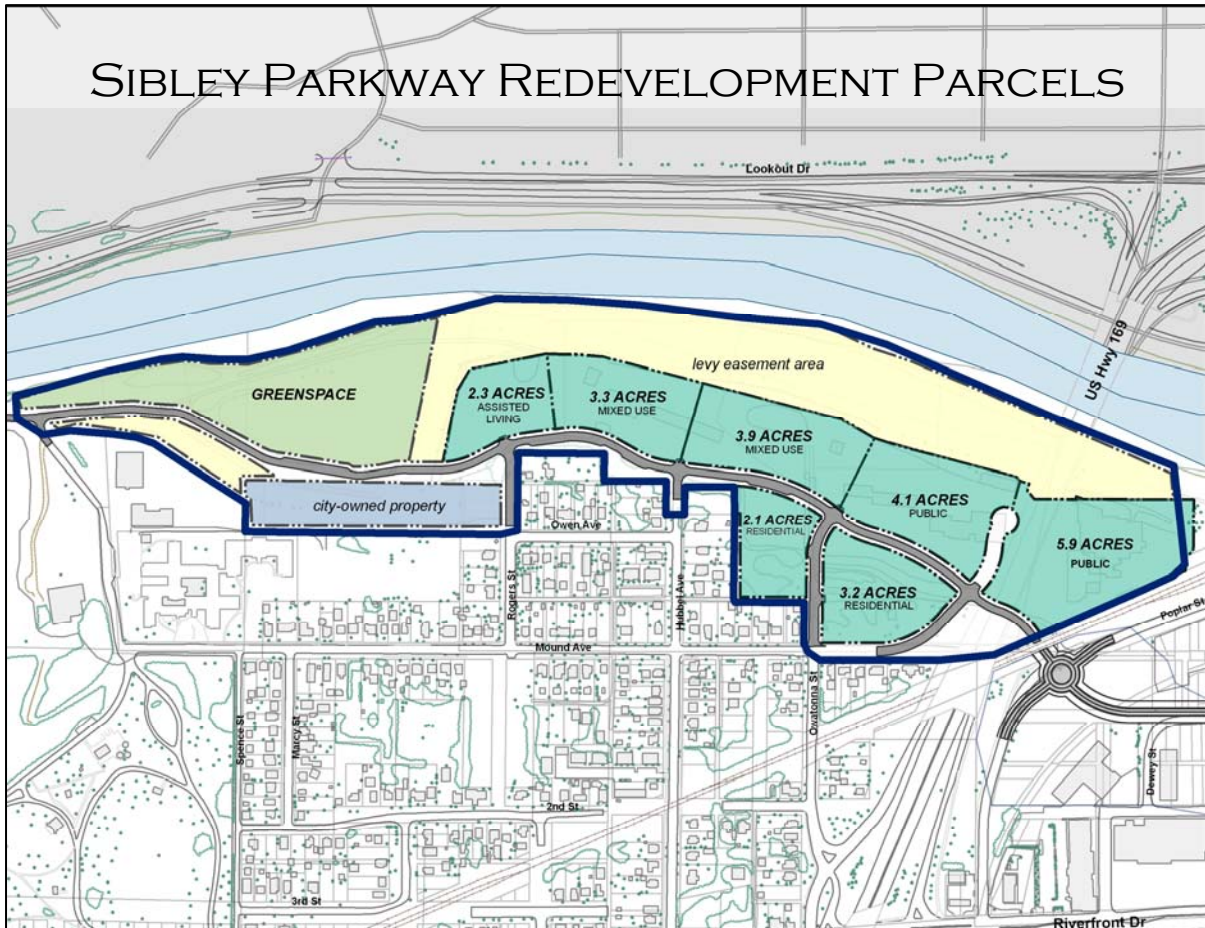 SIBLEY PARKWAY REDEVELOPMENT PARCELS
Lookout Dr
US Hwy 169
levy easement area
GREENSPACE
2.3 ACRES
ASSISTED
LIVING
3.3 ACRES
MIXED USE
3.9 ACRES
MIXED USE
4.1 ACRES
PUBLIC
city-owned property
2.1 ACRES
RESIDENTIAL
5.9 ACRES
PUBLIC
3.2 ACRES
RESIDENTIAL
Owen Ave
Rogers St
Hubbel Ave
Poplar St
Mound Ave
Owatonna St
Spence St
Marcy St
Dewey St
2nd St
3rd St
Riverfront Dr